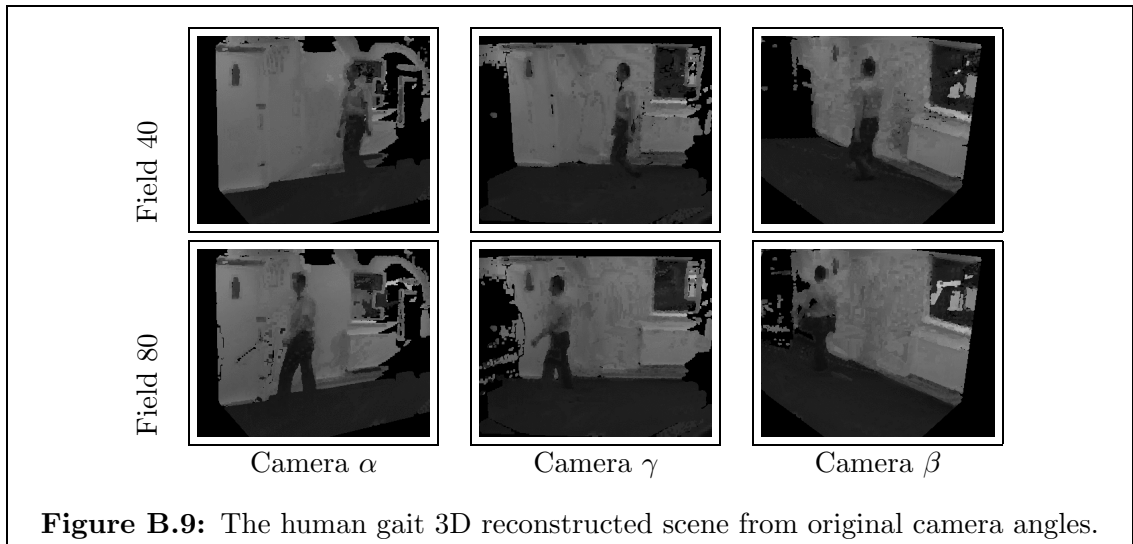 Field 40
Field 80
Camera α
Camera γ
Camera β
Figure B.9: The human gait 3D reconstructed scene from original camera angles.